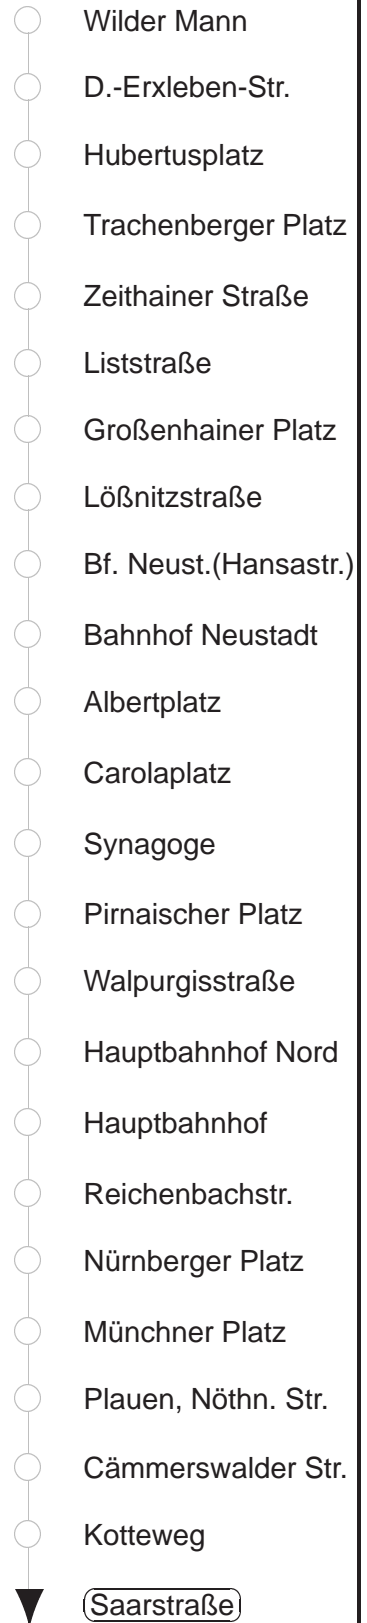 Wilder Mann
D.-Erxleben-Str.
Hubertusplatz
Trachenberger Platz
Zeithainer Straße
Liststraße
Großenhainer Platz
Lößnitzstraße
Bf. Neust.(Hansastr.)
Bahnhof Neustadt
Albertplatz
Carolaplatz
Synagoge
Pirnaischer Platz
Walpurgisstraße
Hauptbahnhof Nord
Hauptbahnhof
Reichenbachstr.
Nürnberger Platz
Münchner Platz
Plauen, Nöthn. Str.
Cämmerswalder Str.
Kotteweg
Saarstraße